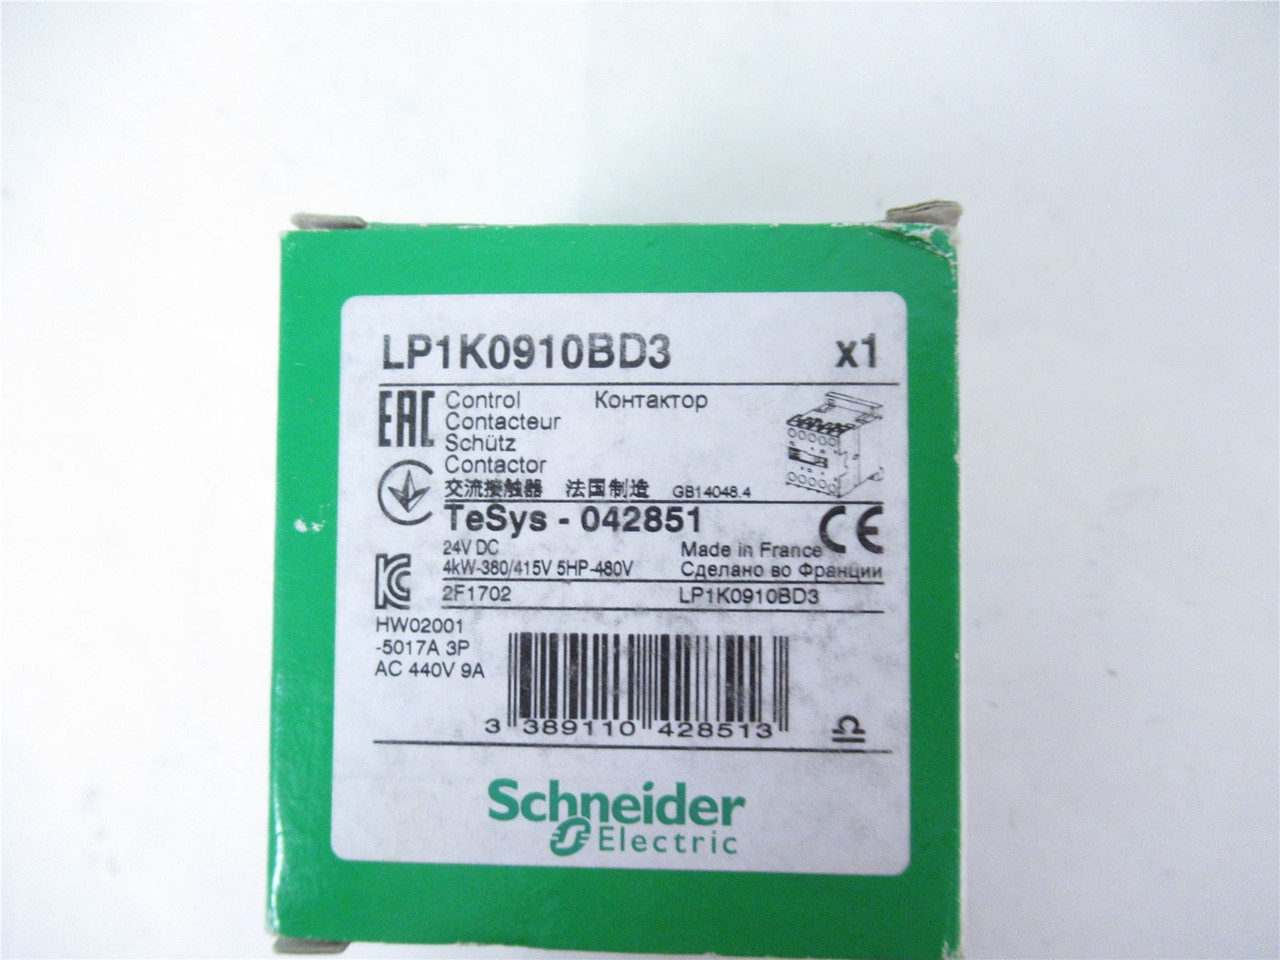 LP1K0910BD3 x1
EAC
Control Контактор
Contacteur
Schütz
Contactor
交流接触器 法国制造 GB14048.4
TeSys - 042851 CE
24V DC Made in France
4kW-380/415V 5HP-480V Сделано во Франции
2F1702 LP1K0910BD3
HW02001
-5017A 3P
AC 440V 9A
3 389110 428513
Schneider
Electric